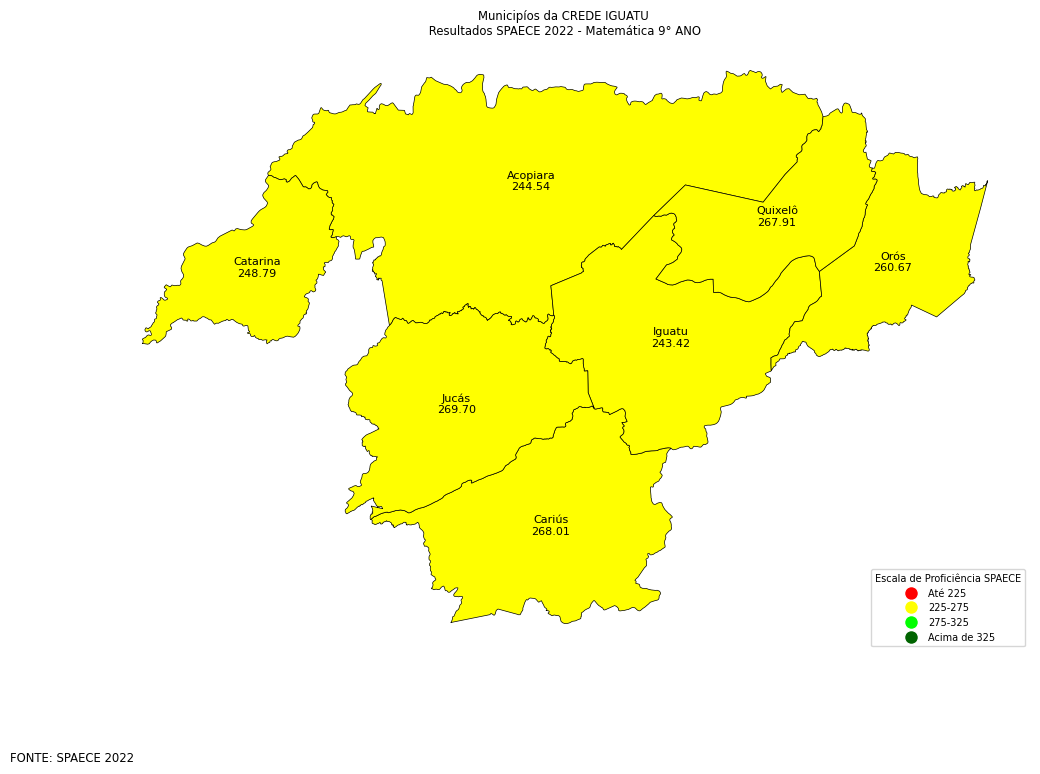 Municipíos da CREDE IGUATU
Resultados SPAECE 2022 - Matemática 9° ANO
Acopiara
244.54
Quixelô
267.91
Catarina
248.79
Orós
260.67
Iguatu
243.42
Jucás
269.70
Cariús
268.01
Escala de Proficiência SPAECE
Até 225
225-275
275-325
Acima de 325
FONTE: SPAECE 2022